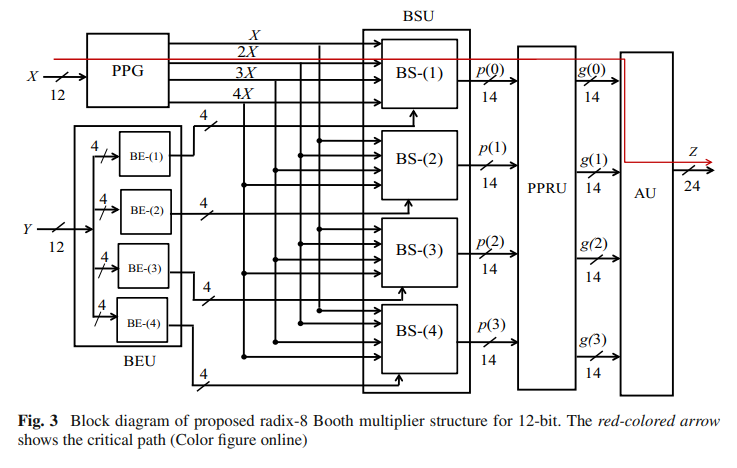 BSU
X
2X
3X
4X
PPG
X
12
4
BS-(1)
p(0)
14
g(0)
14
4
BE-(1)
BS-(2)
p(1)
14
g(1)
14
Z
24
PPRU
AU
4
BE-(2)
4
Y
12
BS-(3)
p(2)
14
g(2)
14
4
BE-(3)
4
4
BE-(4)
BS-(4)
p(3)
14
g(3)
14
BEU
4
Fig. 3 Block diagram of proposed radix-8 Booth multiplier structure for 12-bit. The red-colored arrow
shows the critical path (Color figure online)